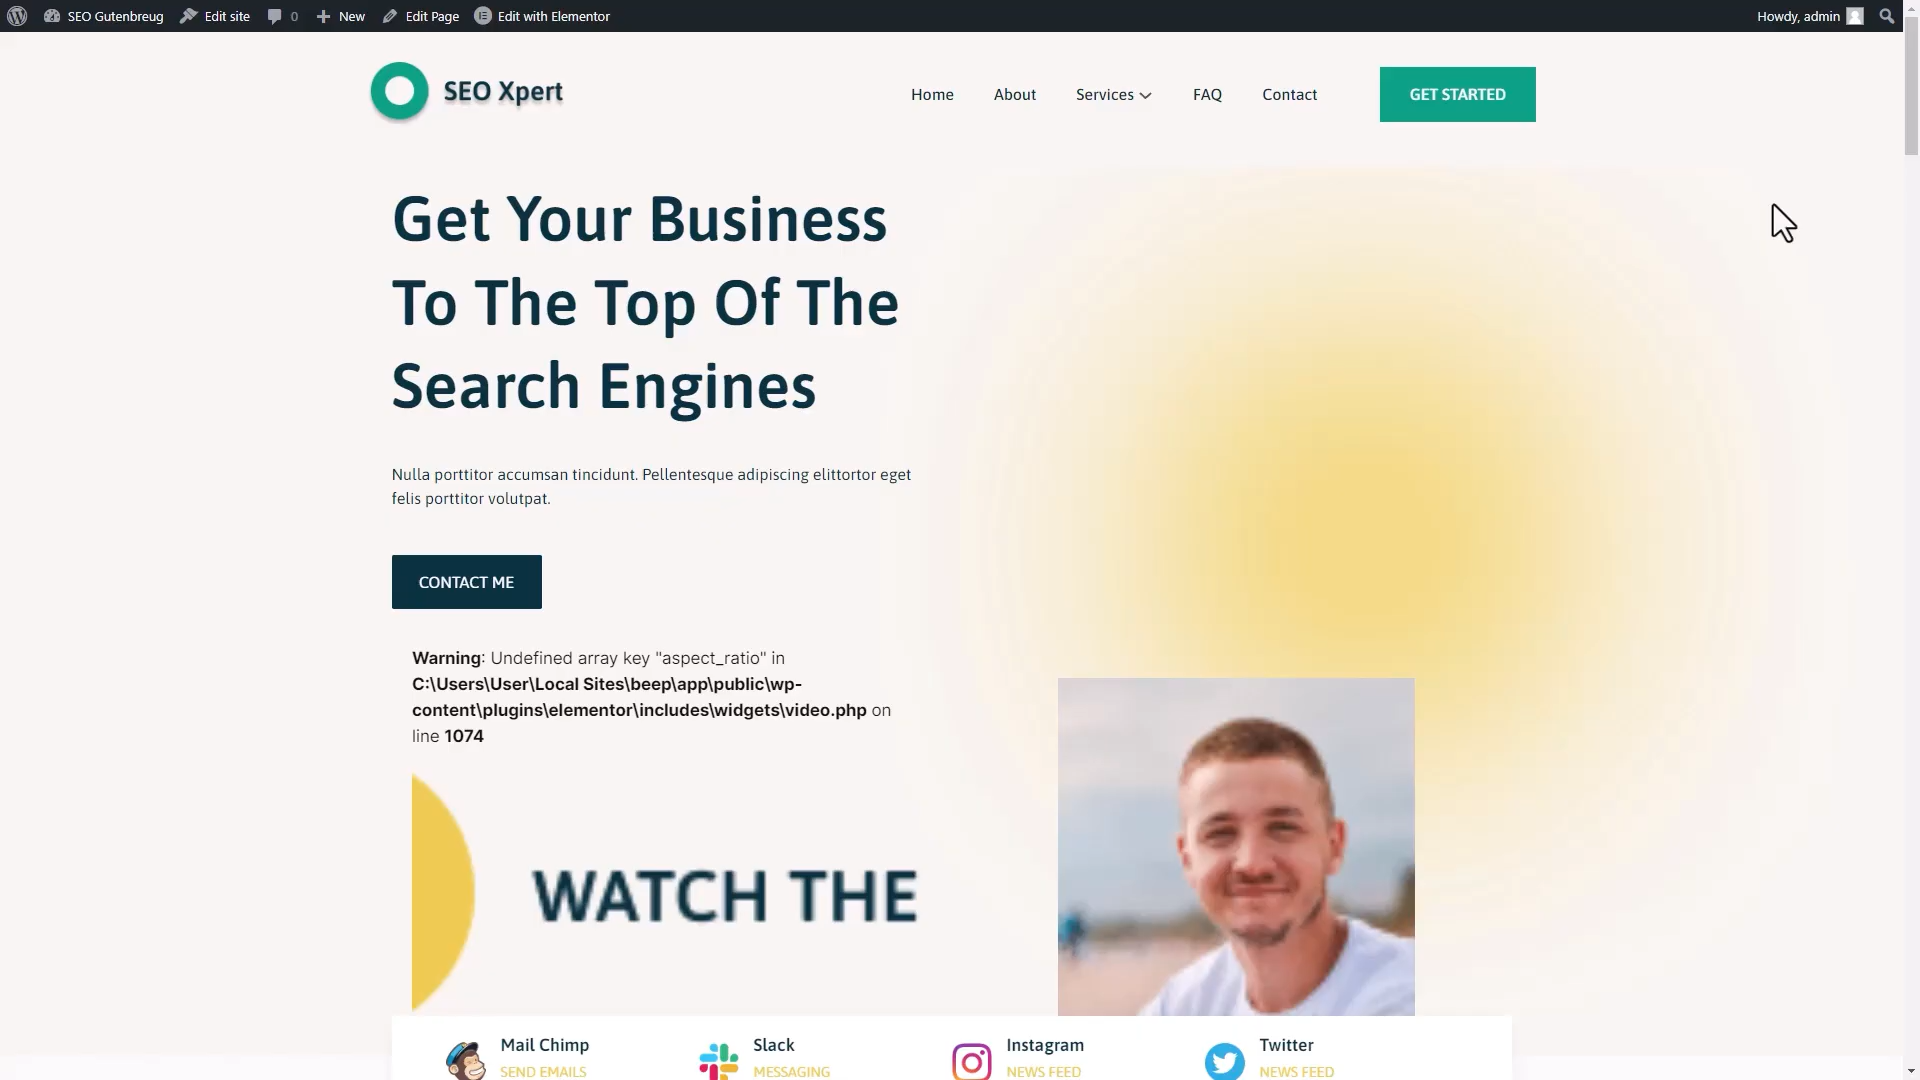 SEO Gutenbreug Edit site 0 New Edit Page Edit with Elementor Howdy, admin
SEO Xpert
Home About Services FAQ Contact GET STARTED
Get Your Business
To The Top Of The
Search Engines
Nulla porttitor accumsan tincidunt. Pellentesque adipiscing elittortor eget
felis porttitor volutpat.
CONTACT ME
Warning: Undefined array key "aspect_ratio" in
C:\Users\User\Local Sites\beep\app\public\wp-
content\plugins\elementor\includes\widgets\video.php on
line 1074
WATCH THE
Mail Chimp Slack Instagram Twitter
SEND EMAILS MESSAGING NEWS FEED NEWS FEED